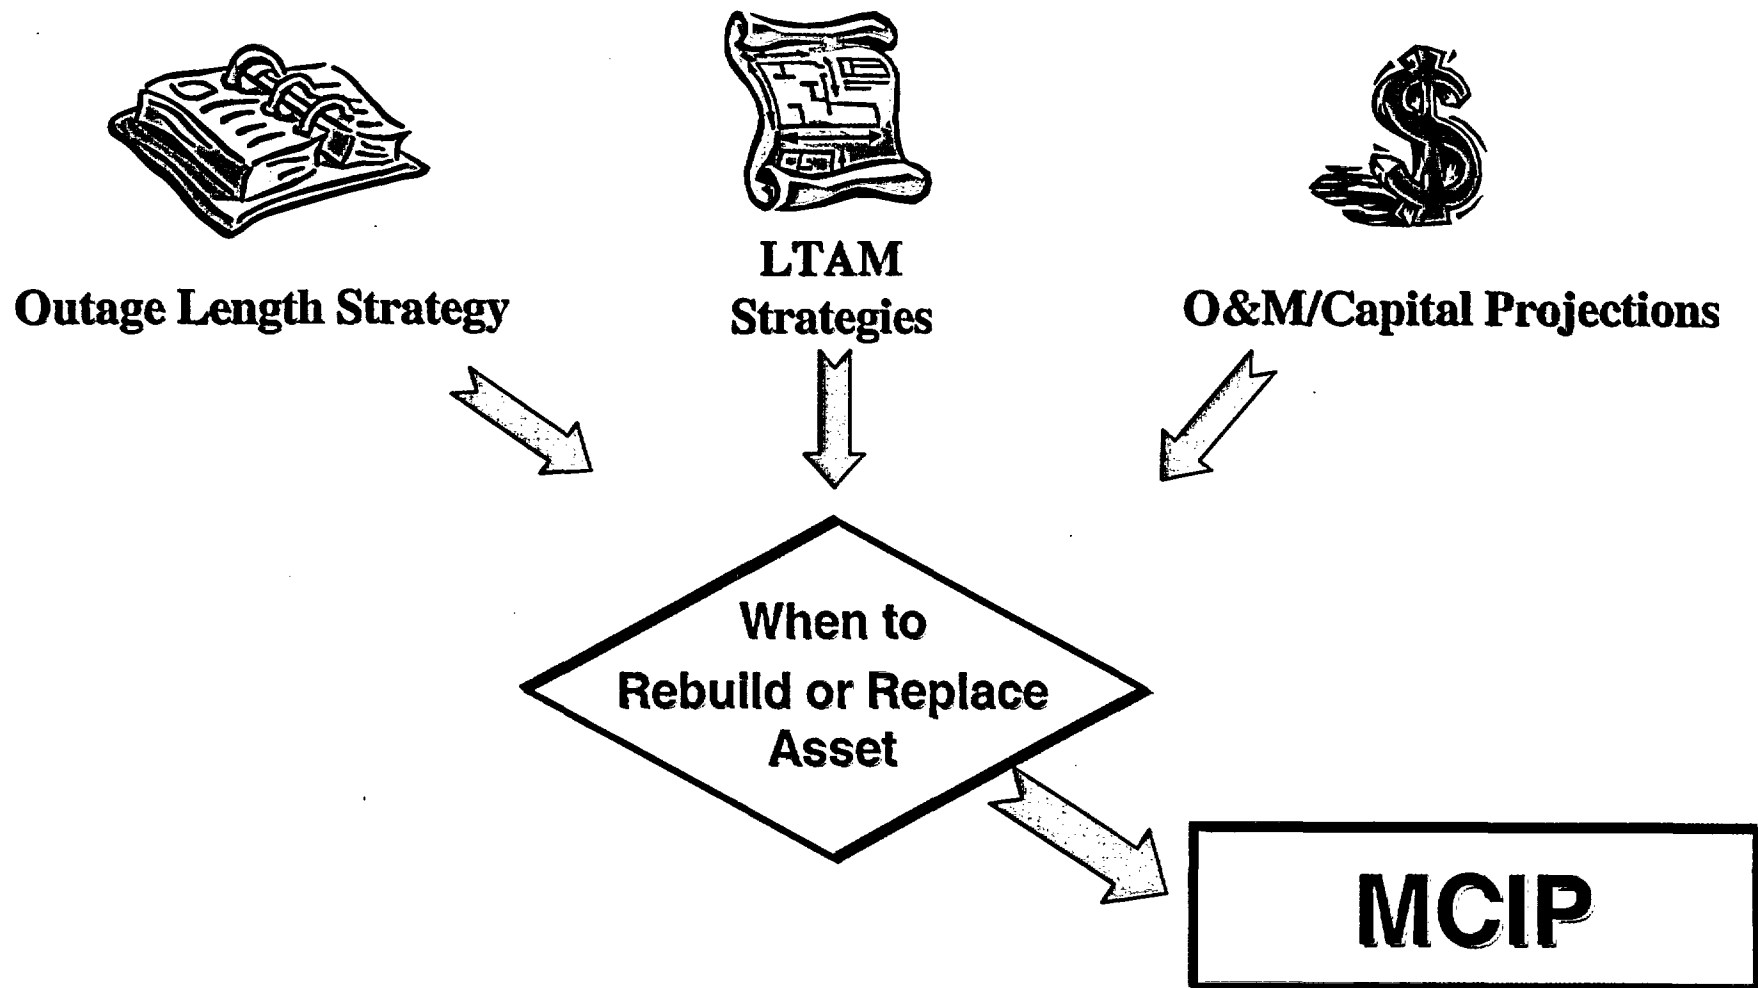 LTAM
Outage Length Strategy
Strategies
O&M/Capital Projections
When to
Rebuild or Replace
Asset
MCIP